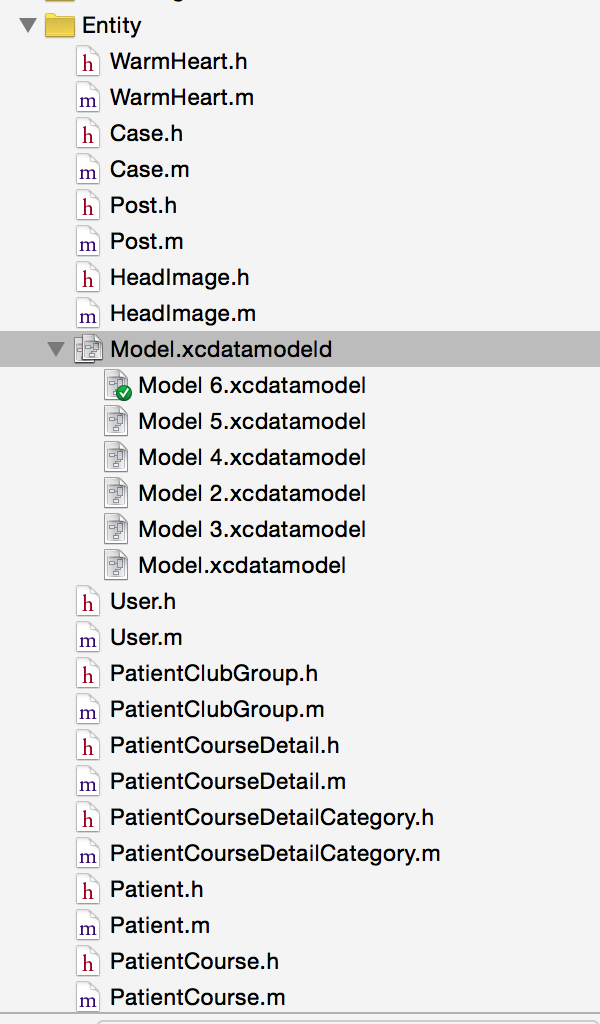 Entity
h WarmHeart.h
m WarmHeart.m
h Case.h
m Case.m
h Post.h
m Post.m
h HeadImage.h
m HeadImage.m
Model.xcdatamodeld
Model 6.xcdatamodel
Model 5.xcdatamodel
Model 4.xcdatamodel
Model 2.xcdatamodel
Model 3.xcdatamodel
Model.xcdatamodel
h User.h
m User.m
h PatientClubGroup.h
m PatientClubGroup.m
h PatientCourseDetail.h
m PatientCourseDetail.m
h PatientCourseDetailCategory.h
m PatientCourseDetailCategory.m
h Patient.h
m Patient.m
h PatientCourse.h
m PatientCourse.m